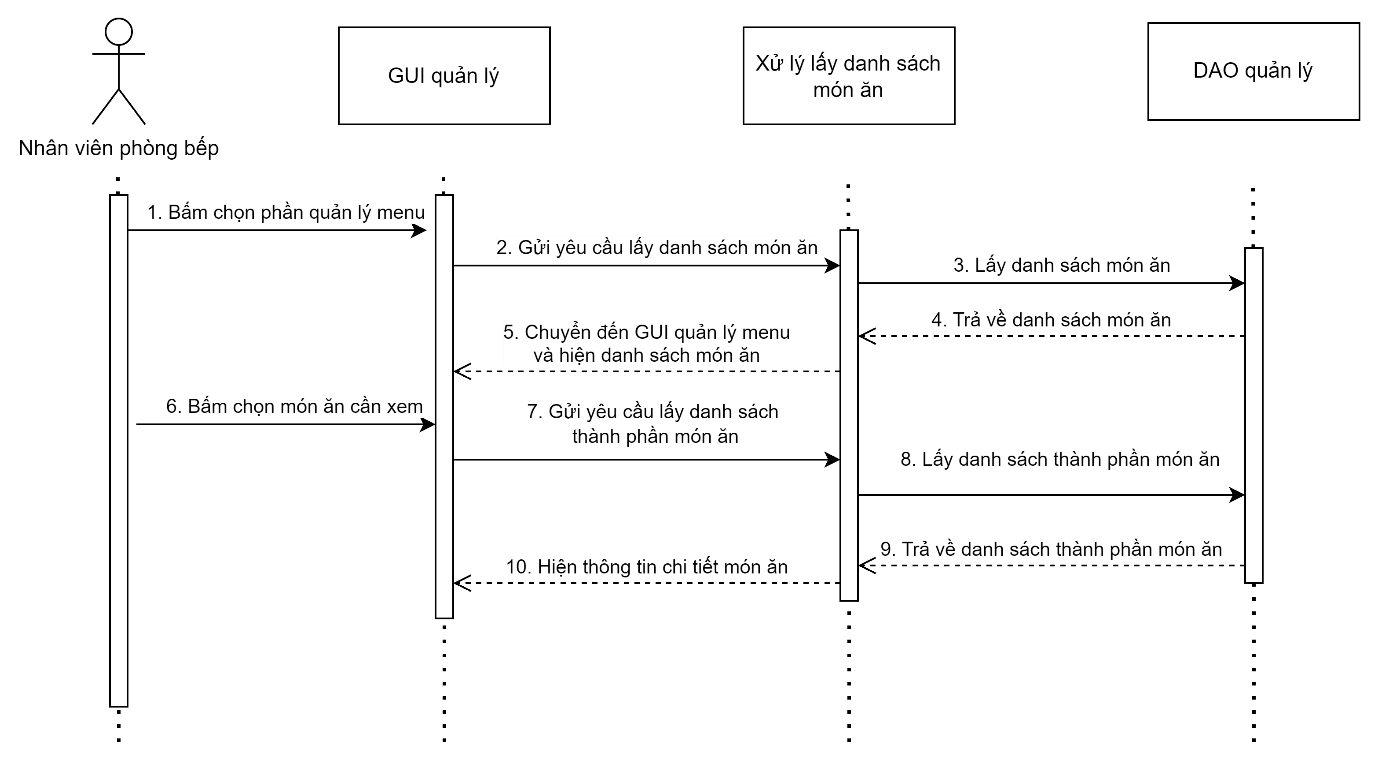 Nhân viên phòng bếp
GUI quản lý
Xử lý lấy danh sách
món ăn
DAO quản lý
1. Bấm chọn phần quản lý menu
2. Gửi yêu cầu lấy danh sách món ăn
3. Lấy danh sách món ăn
4. Trả về danh sách món ăn
5. Chuyển đến GUI quản lý menu
và hiện danh sách món ăn
6. Bấm chọn món ăn cần xem
7. Gửi yêu cầu lấy danh sách
thành phần món ăn
8. Lấy danh sách thành phần món ăn
9. Trả về danh sách thành phần món ăn
10. Hiện thông tin chi tiết món ăn